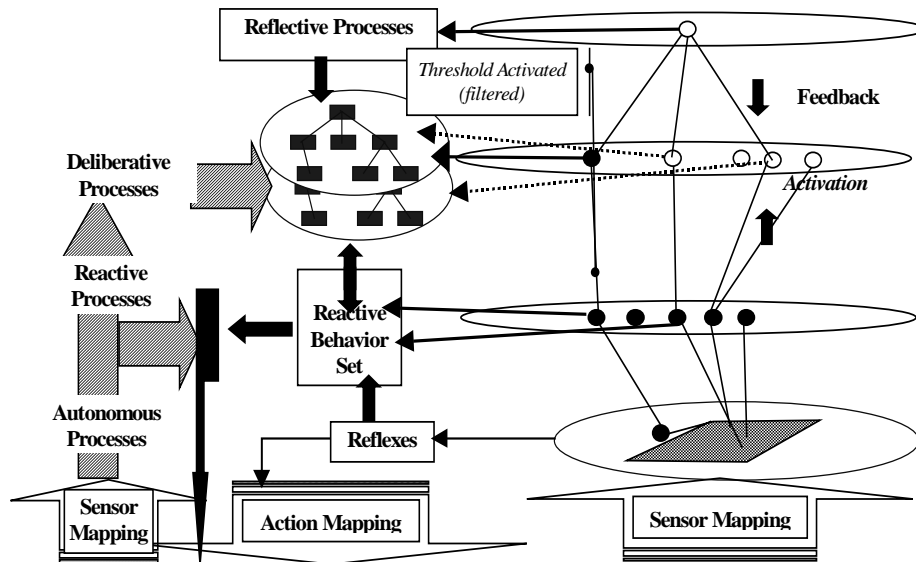 Reflective Processes
Threshold Activated
(filtered)
Feedback
Deliberative
Processes
Activation
Reactive
Processes
Reactive
Behavior
Set
Autonomous
Processes
Reflexes
Sensor
Mapping
Action Mapping
Sensor Mapping